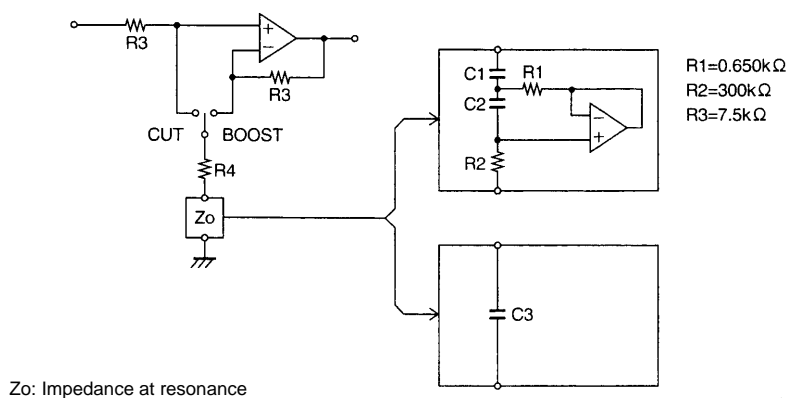 R3
+
−
R3
CUT
BOOST
R4
Zo
C1
R1
C2
−
+
R2
C3
R1=0.650kΩ
R2=300kΩ
R3=7.5kΩ
Zo: Impedance at resonance